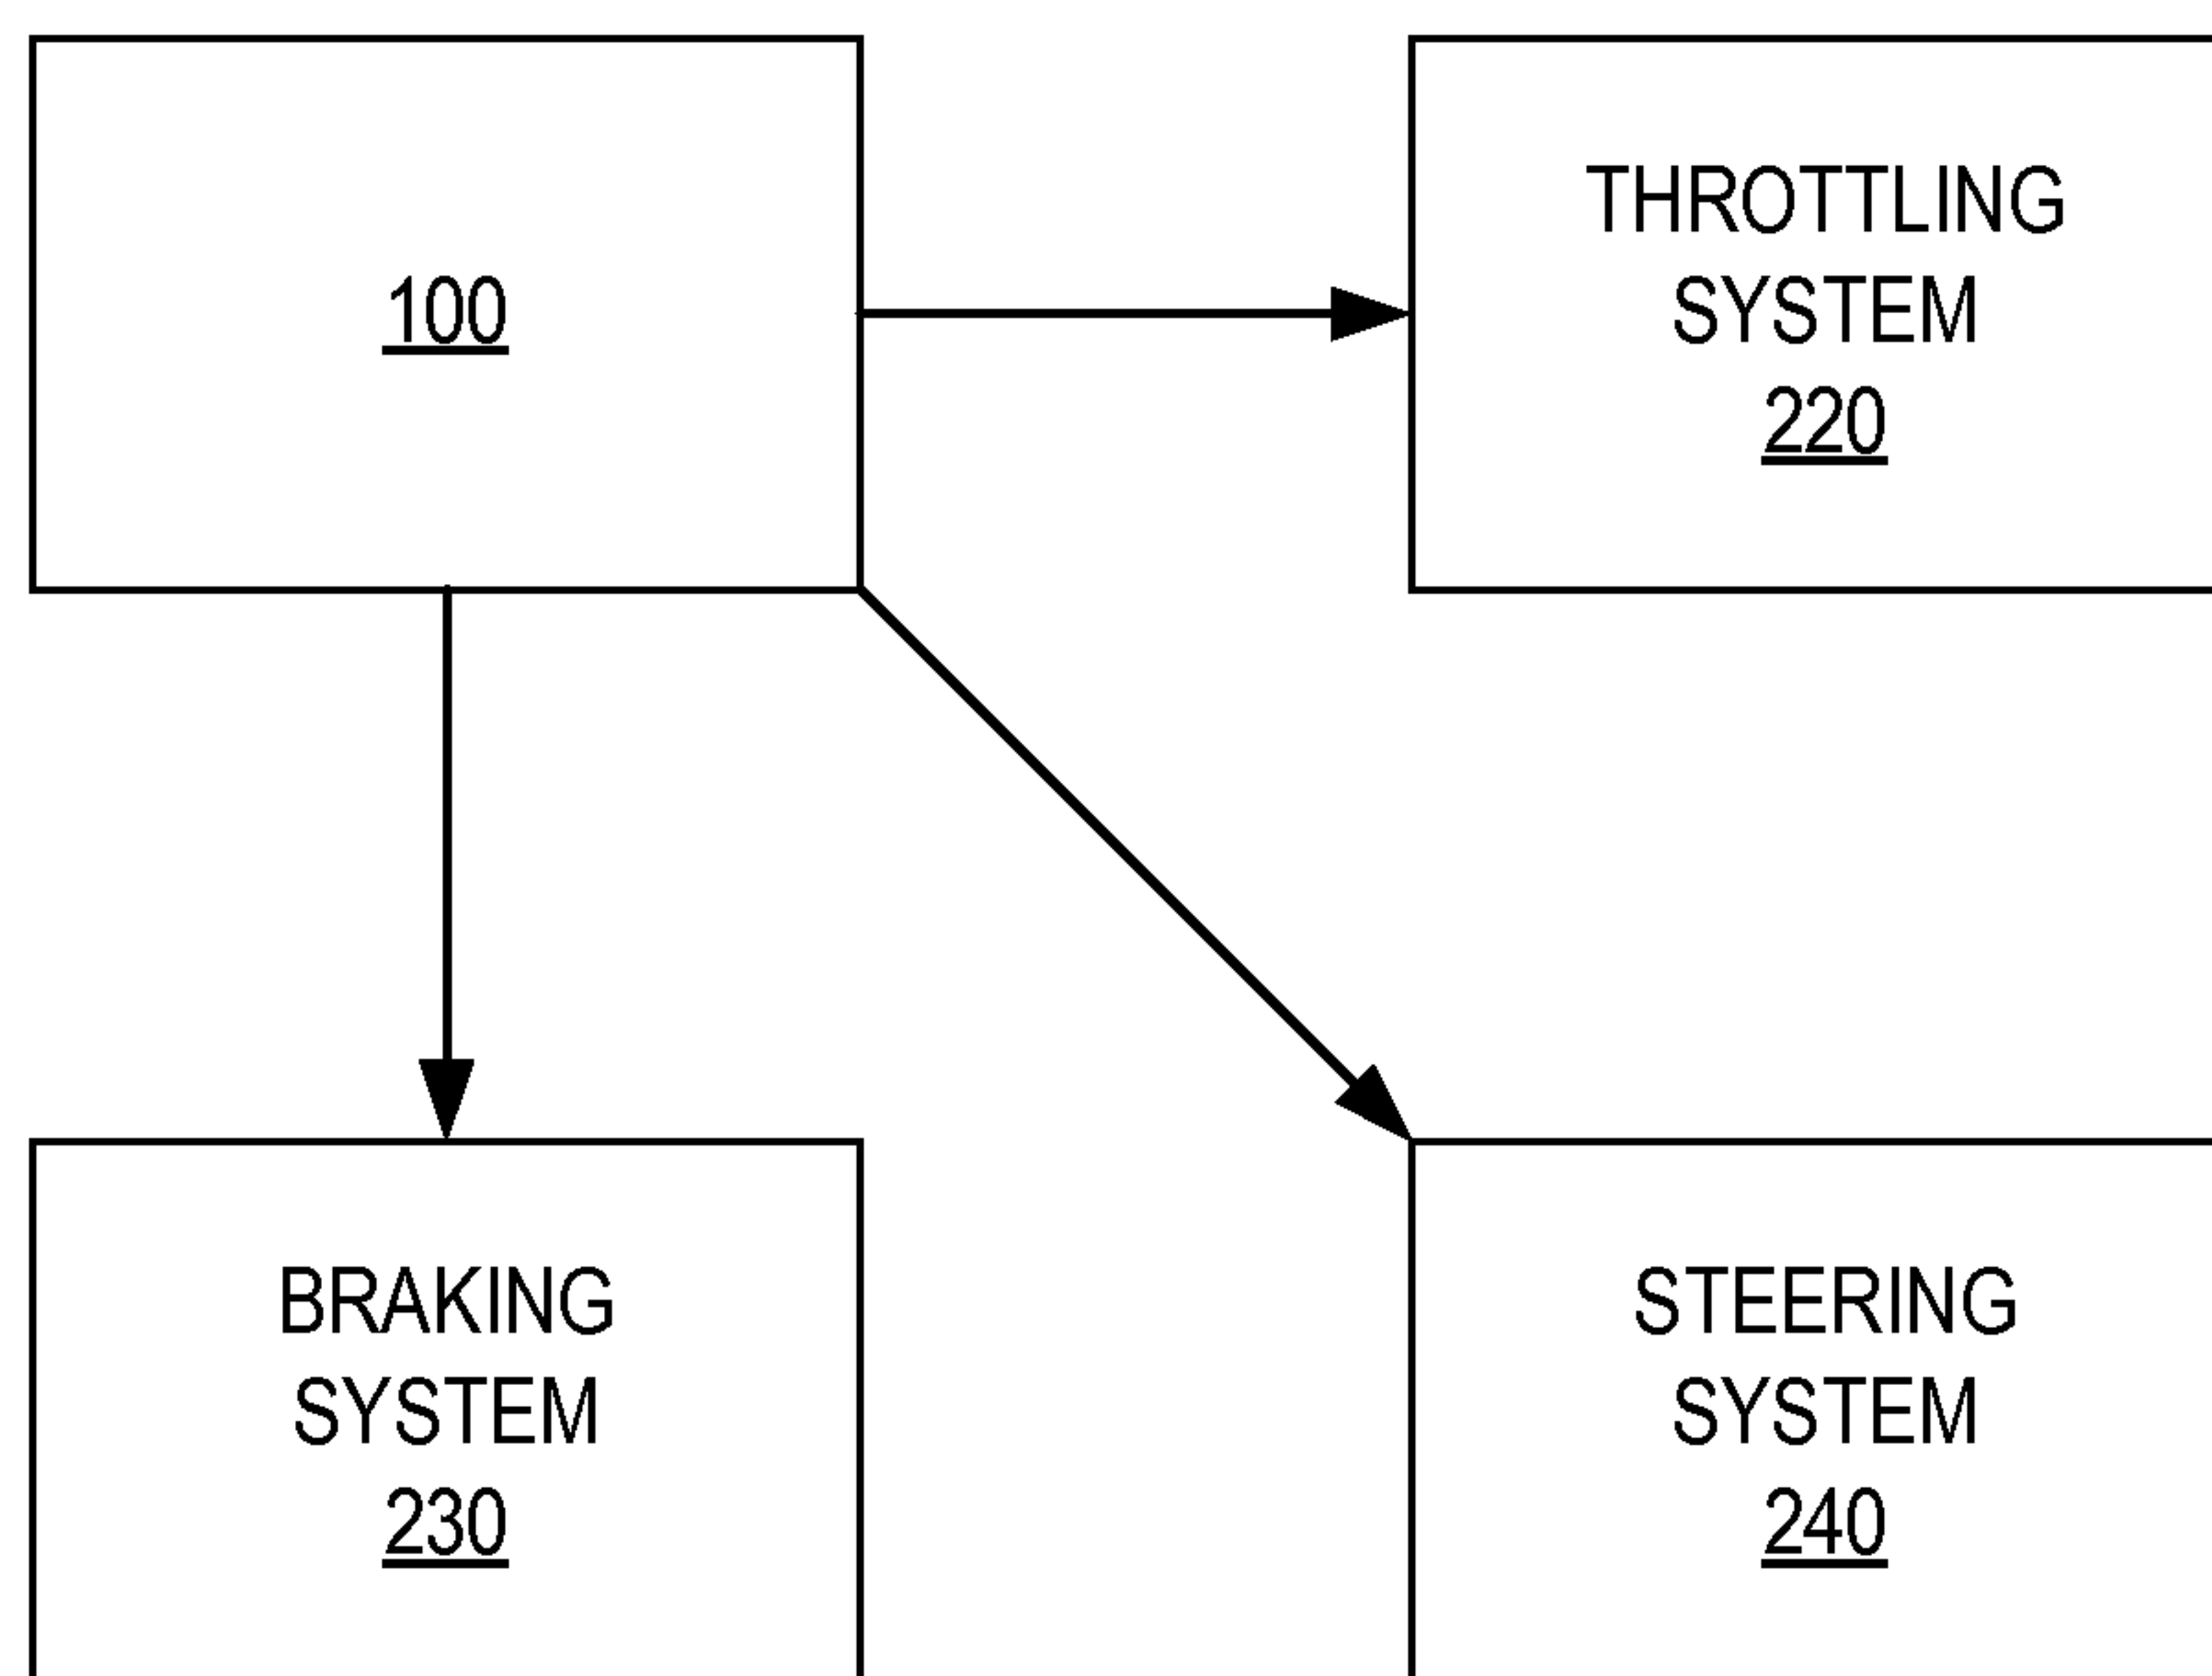 100
THROTTLING
SYSTEM
220
BRAKING
SYSTEM
230
STEERING
SYSTEM
240